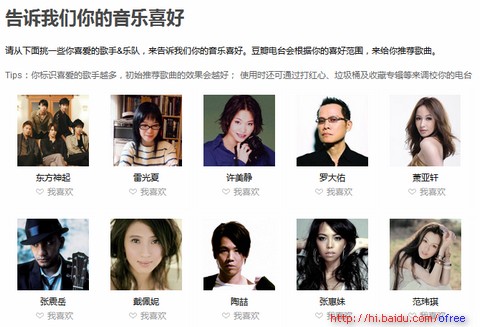 告诉我们你的音乐喜好
请从下面挑一些你喜爱的歌手&乐队，来告诉我们你的音乐喜好。豆瓣电台会根据你的喜好范围，来给你推荐歌曲。
Tips：你标识喜爱的歌手越多，初始推荐歌曲的效果会越好； 使用时还可通过打红心、垃圾桶及收藏专辑等来调校你的电台
东方神起 雷光夏 许美静 罗大佑 萧亚轩
♡ 我喜欢 ♡ 我喜欢 ♡ 我喜欢 ♡ 我喜欢 ♡ 我喜欢
张震岳 戴佩妮 陶喆 张惠妹 范玮琪
♡ 我喜欢 ♡ 我喜欢 ♡ 我喜欢 ♡ 我喜欢 ♡ 我喜欢
http://hi.baidu.com/ofree